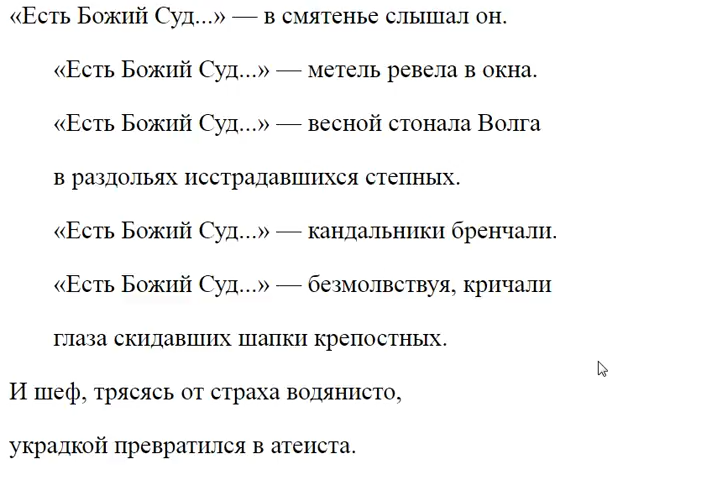 «Есть Божий Суд...» — в смятенье слышал он.
«Есть Божий Суд...» — метель ревела в окна.
«Есть Божий Суд...» — весной стонала Волга
в раздольях исстрадавшихся степных.
«Есть Божий Суд...» — кандальники бренчали.
«Есть Божий Суд...» — безмолвствуя, кричали
глаза скидавших шапки крепостных.
И шеф, трясясь от страха водянисто,
украдкой превратился в атеиста.